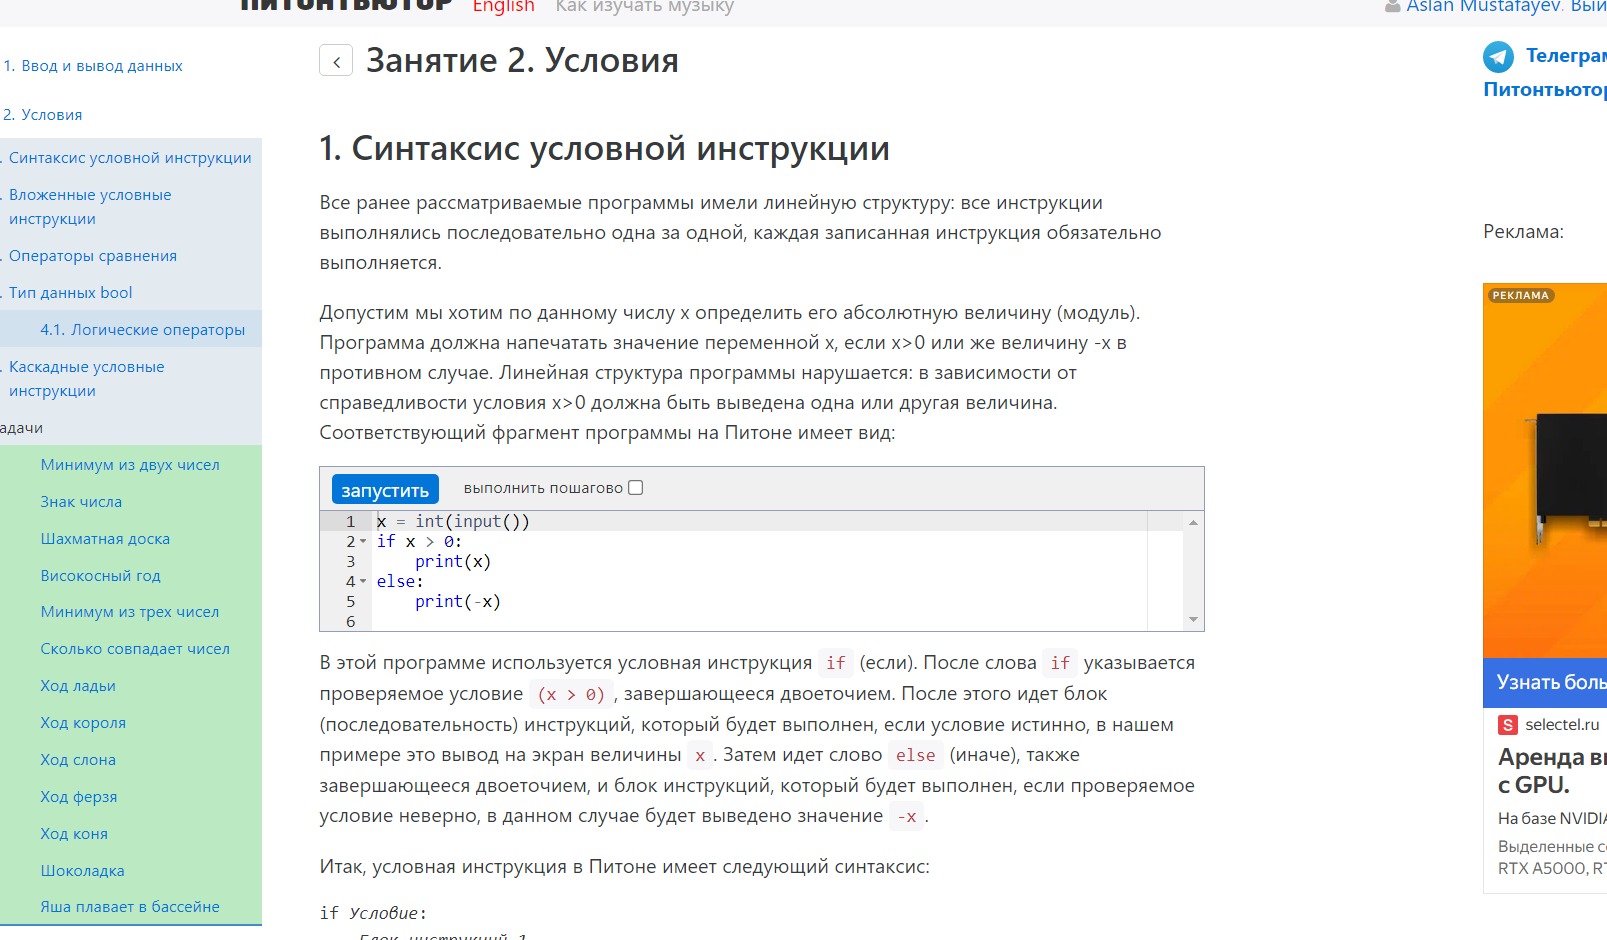 ПИТОНТЬЮТОР English Как изучать музыку Aslan Mustafayev.
1. Ввод и вывод данных
2. Условия
Синтаксис условной инструкции
Вложенные условные
инструкции
Операторы сравнения
Тип данных bool
4.1. Логические операторы
Каскадные условные
инструкции
адачи
Минимум из двух чисел
Знак числа
Шахматная доска
Високосный год
Минимум из трех чисел
Сколько совпадает чисел
Ход ладьи
Ход короля
Ход слона
Ход ферзя
Ход коня
Шоколадка
Яша плавает в бассейне
Занятие 2. Условия
1. Синтаксис условной инструкции
Все ранее рассматриваемые программы имели линейную структуру: все инструкции
выполнялись последовательно одна за одной, каждая записанная инструкция обязательно
выполняется.
Допустим мы хотим по данному числу x определить его абсолютную величину (модуль).
Программа должна напечатать значение переменной x, если x>0 или же величину -x в
противном случае. Линейная структура программы нарушается: в зависимости от
справедливости условия x>0 должна быть выведена одна или другая величина.
Соответствующий фрагмент программы на Питоне имеет вид:
запустить выполнить пошагово
1 x = int(input())
2 if x > 0:
3 print(x)
4 else:
5 print(-x)
6
В этой программе используется условная инструкция if (если). После слова if указывается
проверяемое условие (x > 0), завершающееся двоеточием. После этого идет блок
(последовательность) инструкций, который будет выполнен, если условие истинно, в нашем
примере это вывод на экран величины x. Затем идет слово else (иначе), также
завершающееся двоеточием, и блок инструкций, который будет выполнен, если проверяемое
условие неверно, в данном случае будет выведено значение -x.
Итак, условная инструкция в Питоне имеет следующий синтаксис:
if Условие:
Блок инструкций 1
Телеграм
Питонтьютор
Реклама:
РЕКЛАМА
Узнать боль
S selectel.ru
Аренда
с GPU.
На базе NVIDIA
Выделенные
RTX A5000,